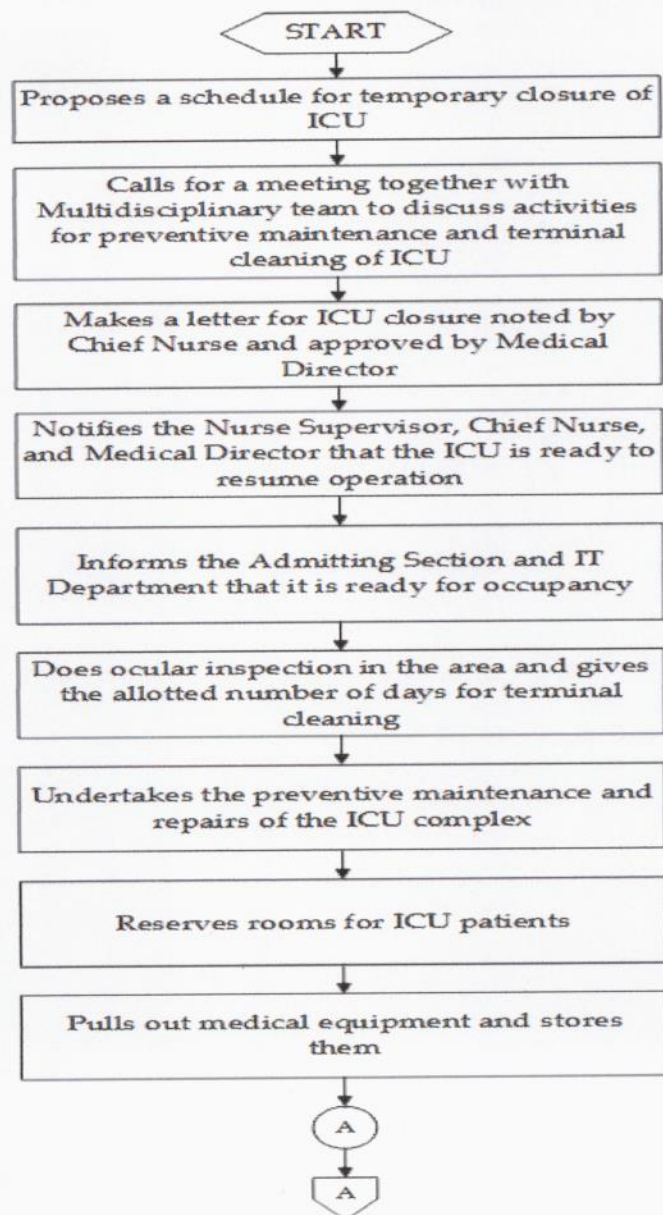 START
Proposes a schedule for temporary closure of
ICU
Calls for a meeting together with
Multidisciplinary team to discuss activities
for preventive maintenance and terminal
cleaning of ICU
Makes a letter for ICU closure noted by
Chief Nurse and approved by Medical
Director
Notifies the Nurse Supervisor, Chief Nurse,
and Medical Director that the ICU is ready to
resume operation
Informs the Admitting Section and IT
Department that it is ready for occupancy
Does ocular inspection in the area and gives
the allotted number of days for terminal
cleaning
Undertakes the preventive maintenance and
repairs of the ICU complex
Reserves rooms for ICU patients
Pulls out medical equipment and stores
them
A
A